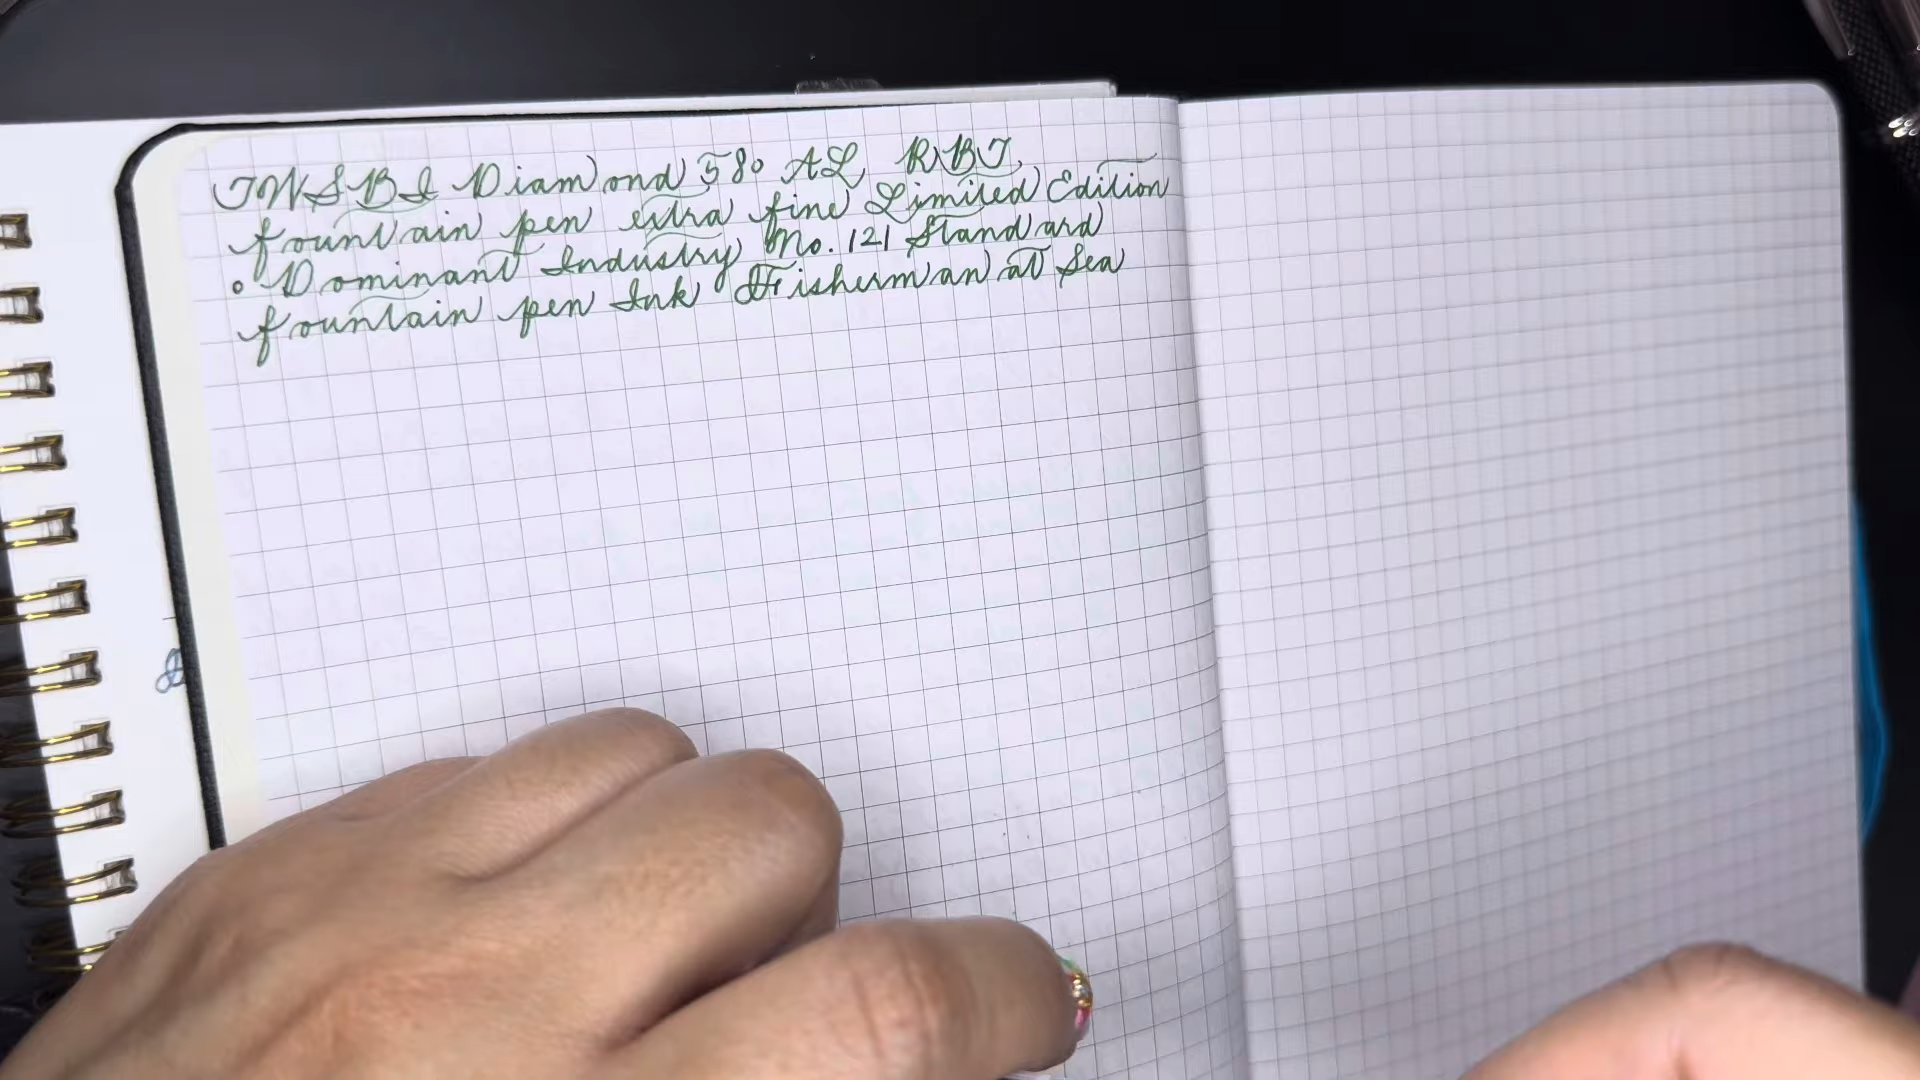 TWSBI Diamond 580 AL RBT
fountain pen extra fine Limited Edition
• Dominant Industry No. 121 Standard
fountain pen Ink Fisherman at Sea